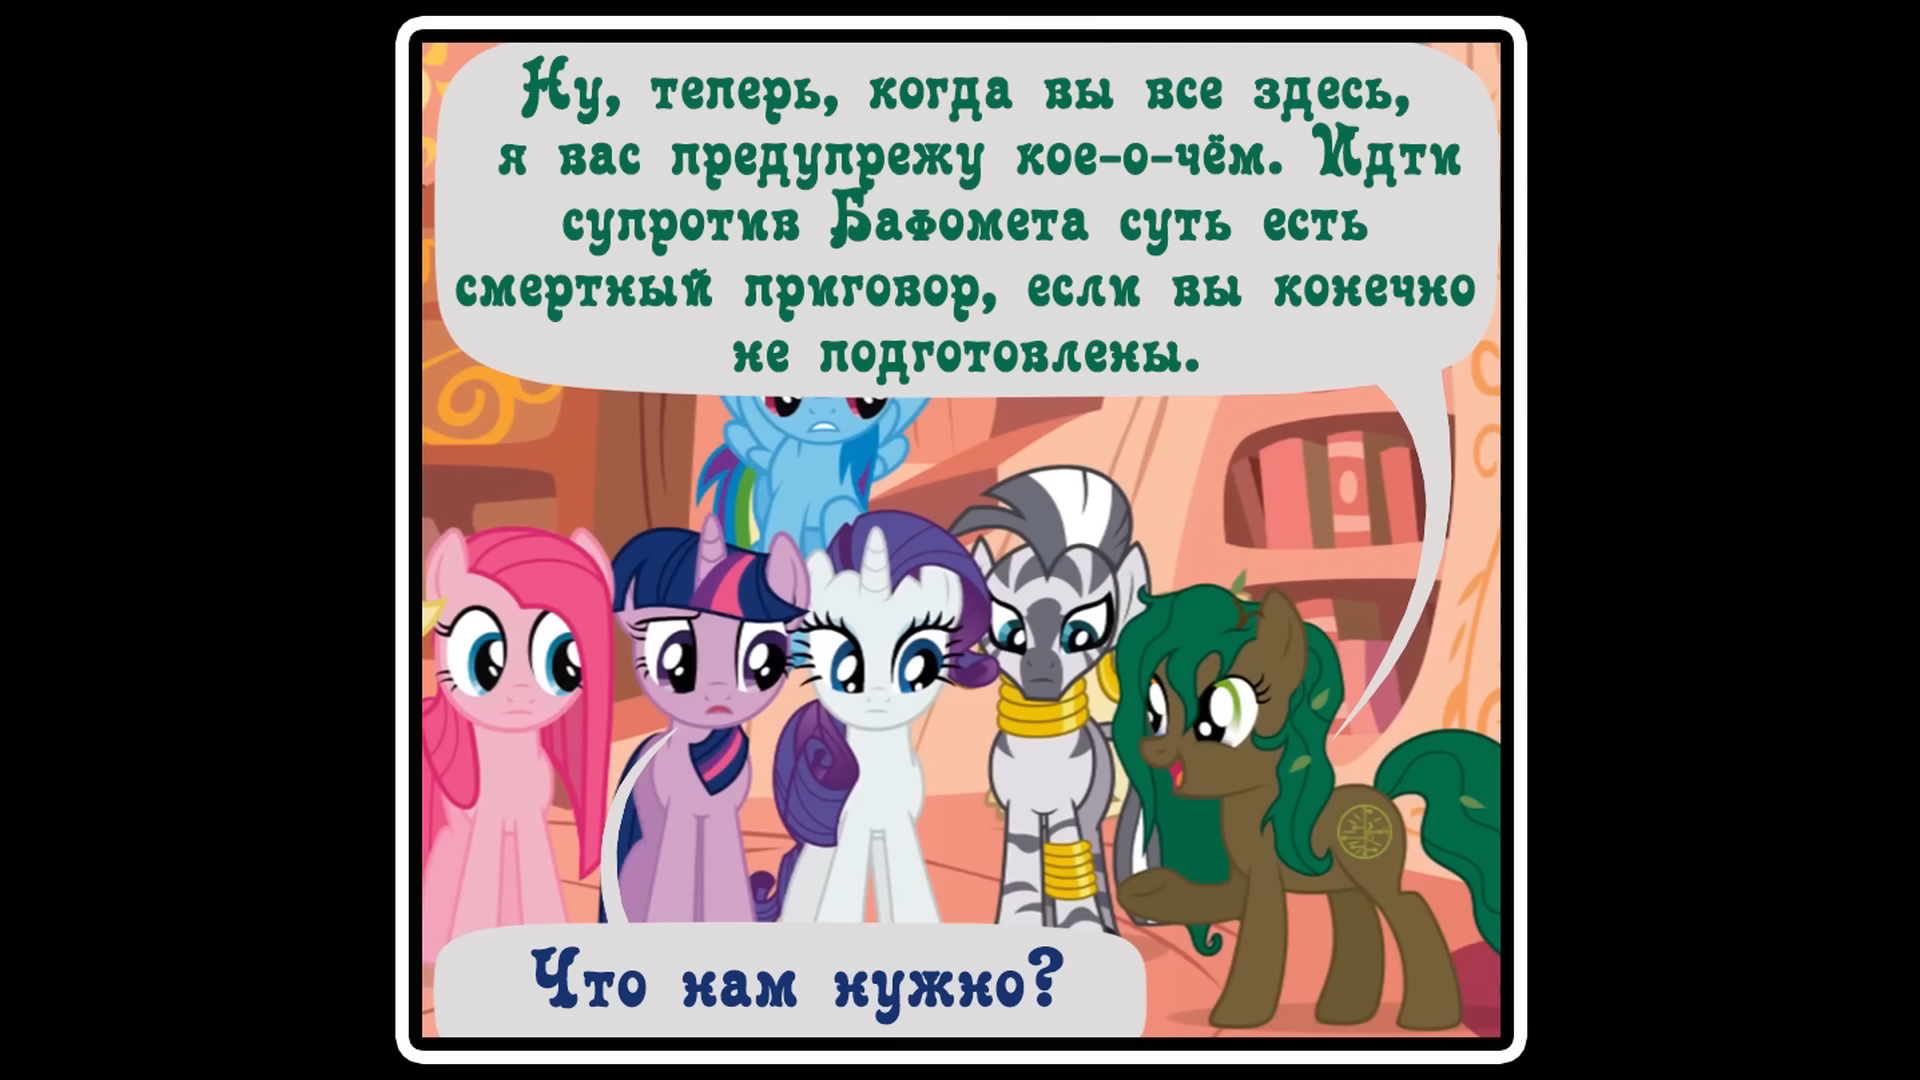 Ну, теперь, когда вы все здесь,
я вас предупрежу кое-о-чём. Идти
супротив Бафомета суть есть
смертный приговор, если вы конечно
не подготовлены.
Что нам нужно?